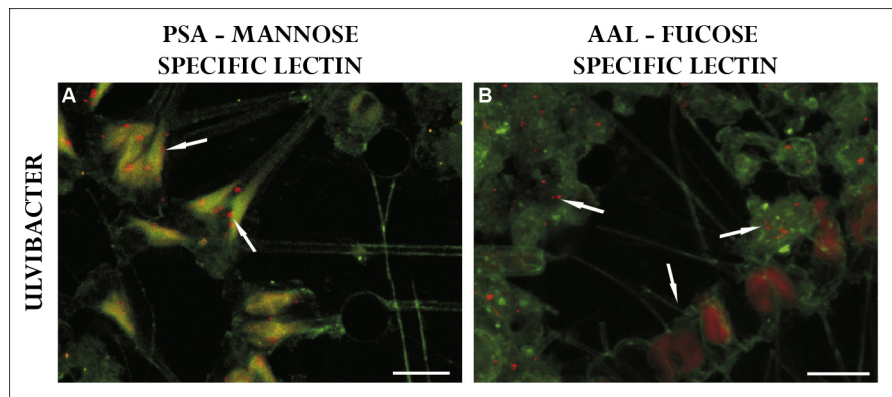 PSA - MANNOSE
SPECIFIC LECTIN
AAL - FUCOSE
SPECIFIC LECTIN
A
B
ULVIBACTER